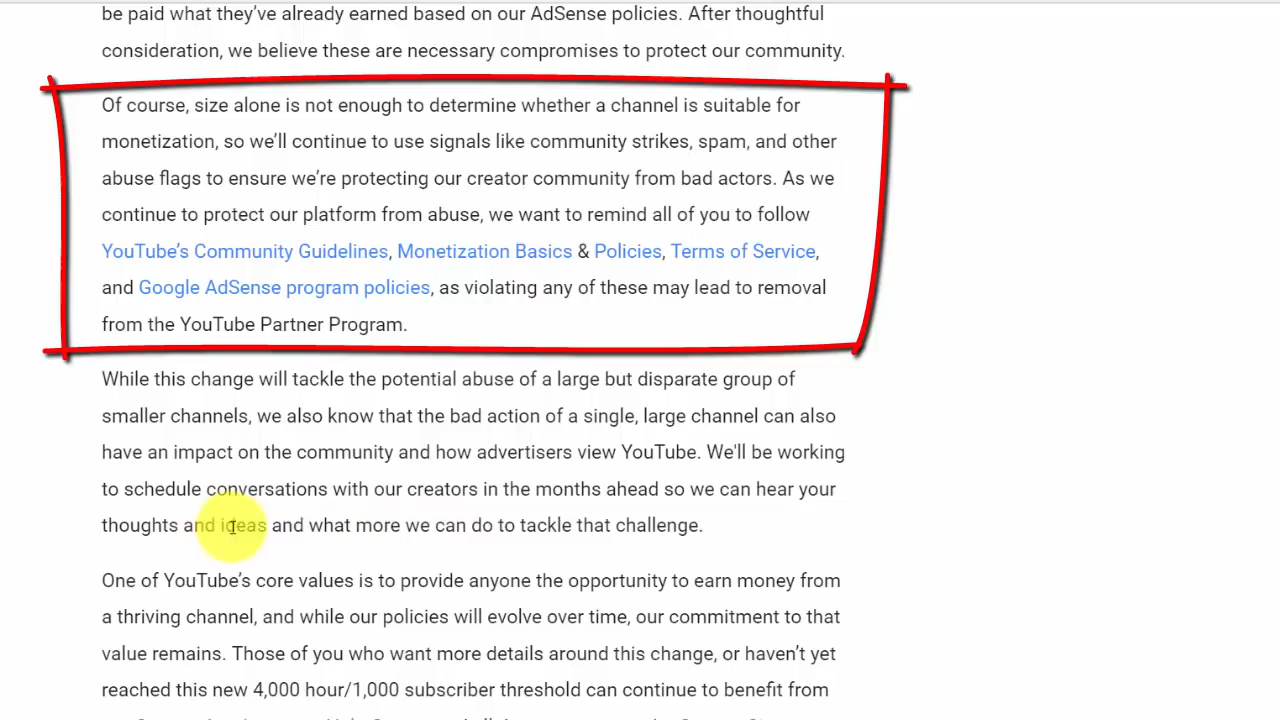 be paid what they’ve already earned based on our AdSense policies. After thoughtful
consideration, we believe these are necessary compromises to protect our community.
Of course, size alone is not enough to determine whether a channel is suitable for
monetization, so we’ll continue to use signals like community strikes, spam, and other
abuse flags to ensure we’re protecting our creator community from bad actors. As we
continue to protect our platform from abuse, we want to remind all of you to follow
YouTube’s Community Guidelines, Monetization Basics & Policies, Terms of Service,
and Google AdSense program policies, as violating any of these may lead to removal
from the YouTube Partner Program.
While this change will tackle the potential abuse of a large but disparate group of
smaller channels, we also know that the bad action of a single, large channel can also
have an impact on the community and how advertisers view YouTube. We'll be working
to schedule conversations with our creators in the months ahead so we can hear your
thoughts and ideas and what more we can do to tackle that challenge.
One of YouTube’s core values is to provide anyone the opportunity to earn money from
a thriving channel, and while our policies will evolve over time, our commitment to that
value remains. Those of you who want more details around this change, or haven’t yet
reached this new 4,000 hour/1,000 subscriber threshold can continue to benefit from